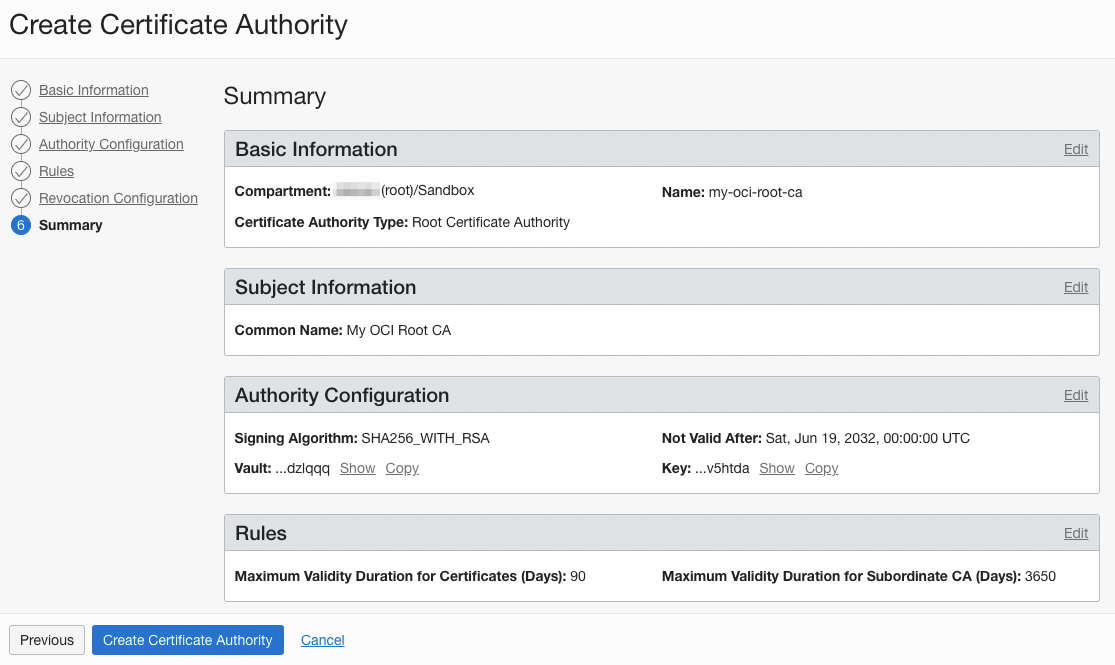 Create Certificate Authority
Basic Information
Subject Information
Authority Configuration
Rules
Revocation Configuration
6 Summary
Summary
Basic Information Edit
Compartment: (root)/Sandbox Name: my-oci-root-ca
Certificate Authority Type: Root Certificate Authority
Subject Information Edit
Common Name: My OCI Root CA
Authority Configuration Edit
Signing Algorithm: SHA256_WITH_RSA Not Valid After: Sat, Jun 19, 2032, 00:00:00 UTC
Vault: ...dzlqqq Show Copy Key: ...v5htda Show Copy
Rules Edit
Maximum Validity Duration for Certificates (Days): 90 Maximum Validity Duration for Subordinate CA (Days): 3650
Previous Create Certificate Authority Cancel